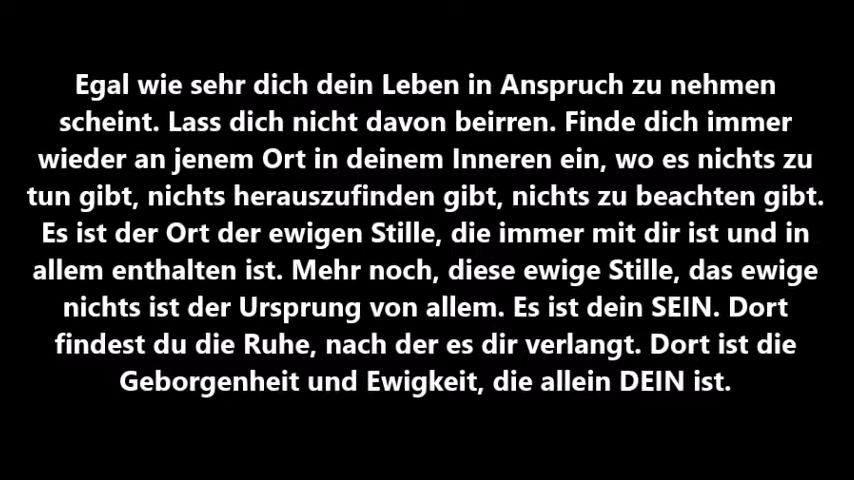 Egal wie sehr dich dein Leben in Anspruch zu nehmen
scheint. Lass dich nicht davon beirren. Finde dich immer
wieder an jenem Ort in deinem Inneren ein, wo es nichts zu
tun gibt, nichts herauszufinden gibt, nichts zu beachten gibt.
Es ist der Ort der ewigen Stille, die immer mit dir ist und in
allem enthalten ist. Mehr noch, diese ewige Stille, das ewige
nichts ist der Ursprung von allem. Es ist dein SEIN. Dort
findest du die Ruhe, nach der es dir verlangt. Dort ist die
Geborgenheit und Ewigkeit, die allein DEIN ist.